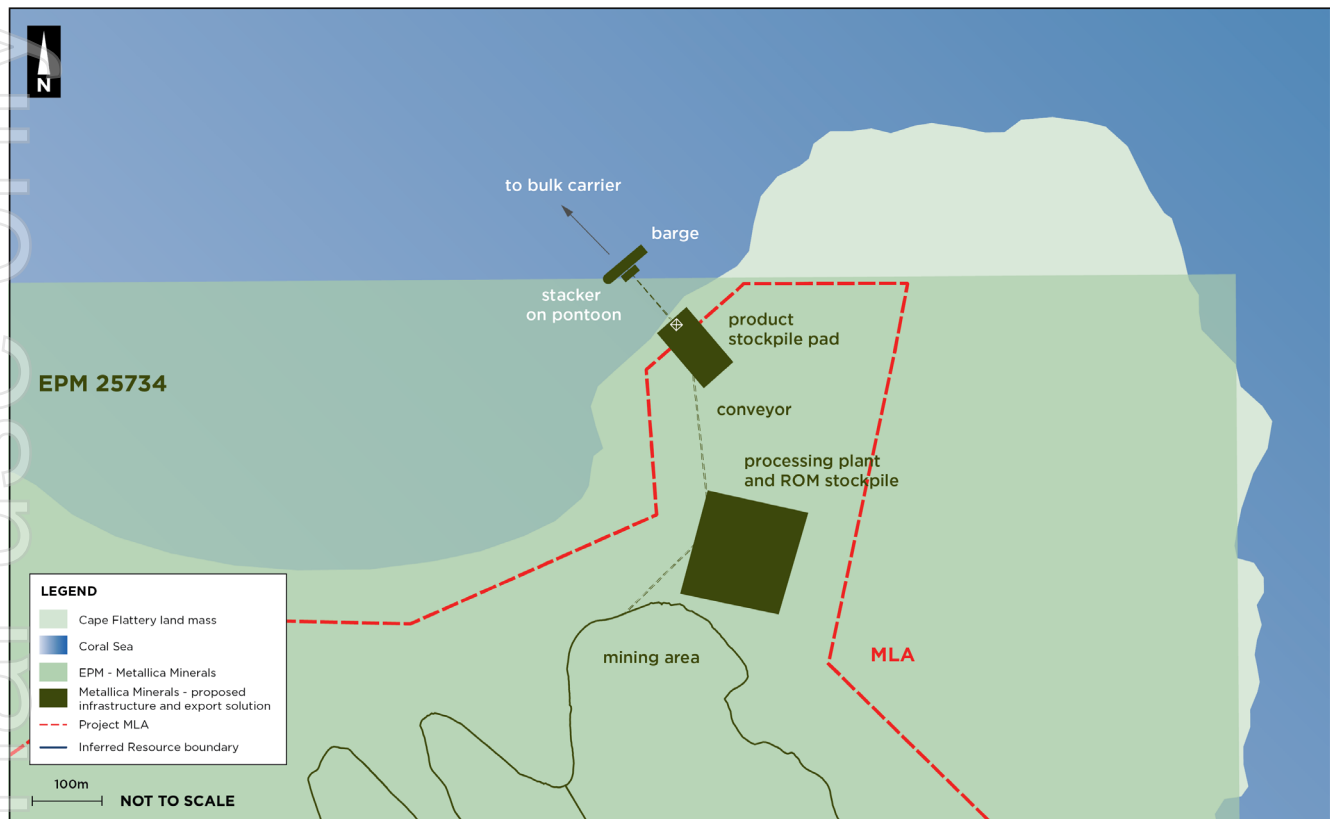 N
to bulk carrier
barge
stacker
on pontoon
product
stockpile pad
EPM 25734
conveyor
processing plant
and ROM stockpile
mining area
MLA
LEGEND
Cape Flattery land mass
Coral Sea
EPM - Metallica Minerals
Metallica Minerals - proposed
infrastructure and export solution
Project MLA
Inferred Resource boundary
100m
NOT TO SCALE